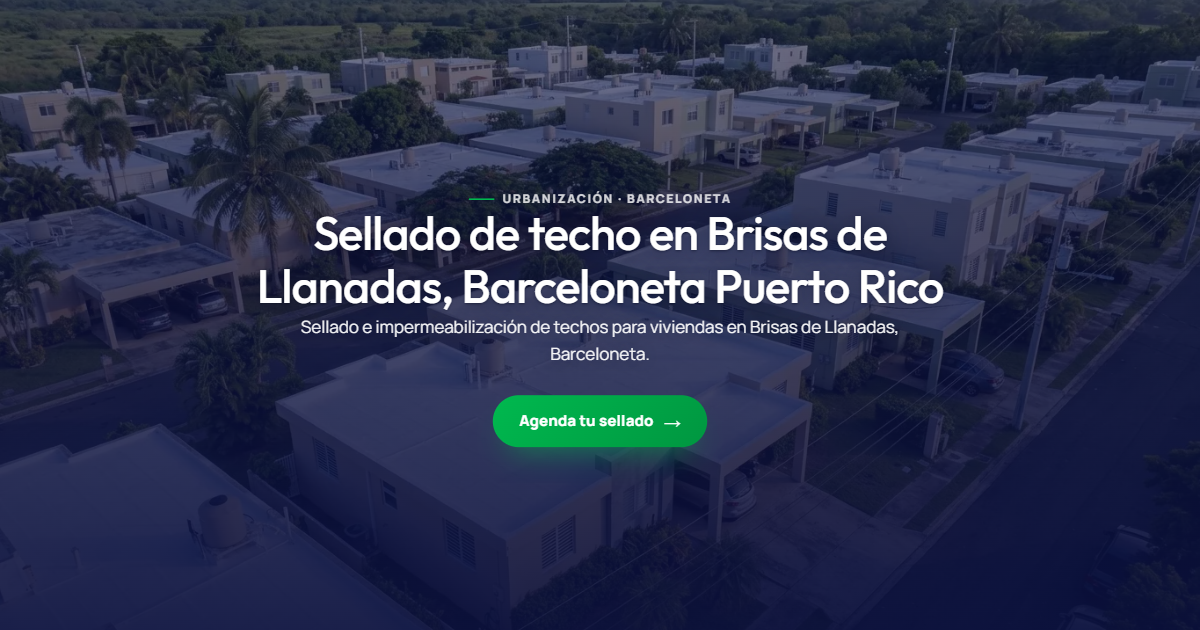 URBANIZACIÓN · BARCELONETA
Sellado de techo en Brisas de
Llanadas, Barceloneta Puerto Rico
Sellado e impermeabilización de techos para viviendas en Brisas de Llanadas,
Barceloneta.
Agenda tu sellado →